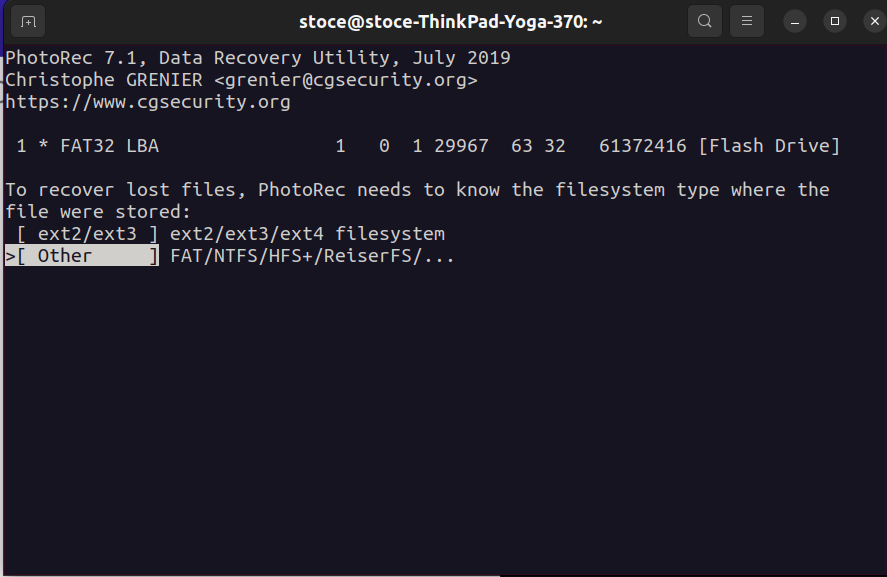 stoce@stoce-ThinkPad-Yoga-370: ~
PhotoRec 7.1, Data Recovery Utility, July 2019
Christophe GRENIER <grenier@cgsecurity.org>
https://www.cgsecurity.org
1 * FAT32 LBA 1 0 1 29967 63 32 61372416 [Flash Drive]
To recover lost files, PhotoRec needs to know the filesystem type where the
file were stored:
[ ext2/ext3 ] ext2/ext3/ext4 filesystem
>[ Other ] FAT/NTFS/HFS+/ReiserFS/...